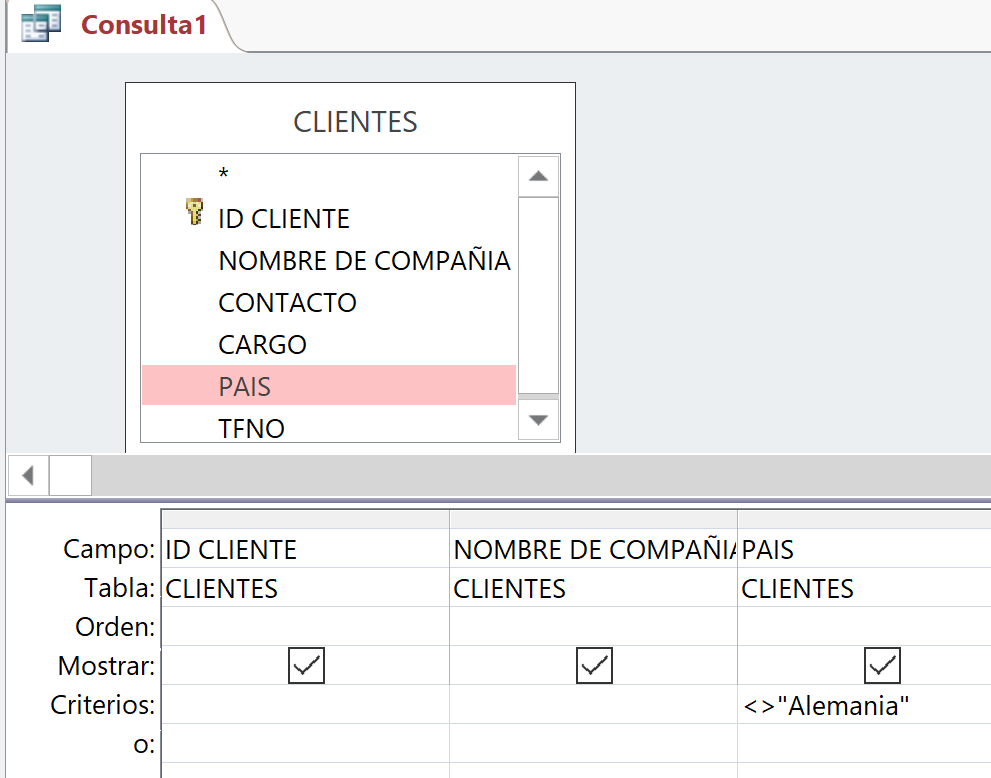 Consulta1
CLIENTES
*
ID CLIENTE
NOMBRE DE COMPAÑIA
CONTACTO
CARGO
PAIS
TFNO
Campo: ID CLIENTE NOMBRE DE COMPAÑIA PAIS
Tabla: CLIENTES CLIENTES CLIENTES
Orden:
Mostrar:
Criterios: <>"Alemania"
o: